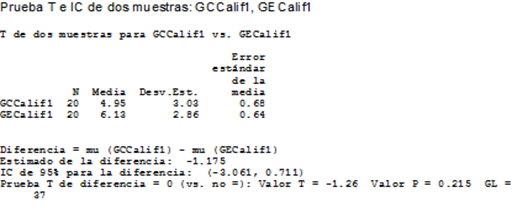 Prueba T e IC de dos muestras: GCCalif1, GECalif1
T de dos muestras para GCCalif1 vs. GECalif1
Error
estándar
de la
N Media Desv.Est. media
GCCalif1 20 4.95 3.03 0.68
GECalif1 20 6.13 2.86 0.64
Diferencia = mu (GCCalif1) - mu (GECalif1)
Estimado de la diferencia: -1.175
IC de 95% para la diferencia: (-3.061, 0.711)
Prueba T de diferencia = 0 (vs. no =): Valor T = -1.26 Valor P = 0.215 GL =
37